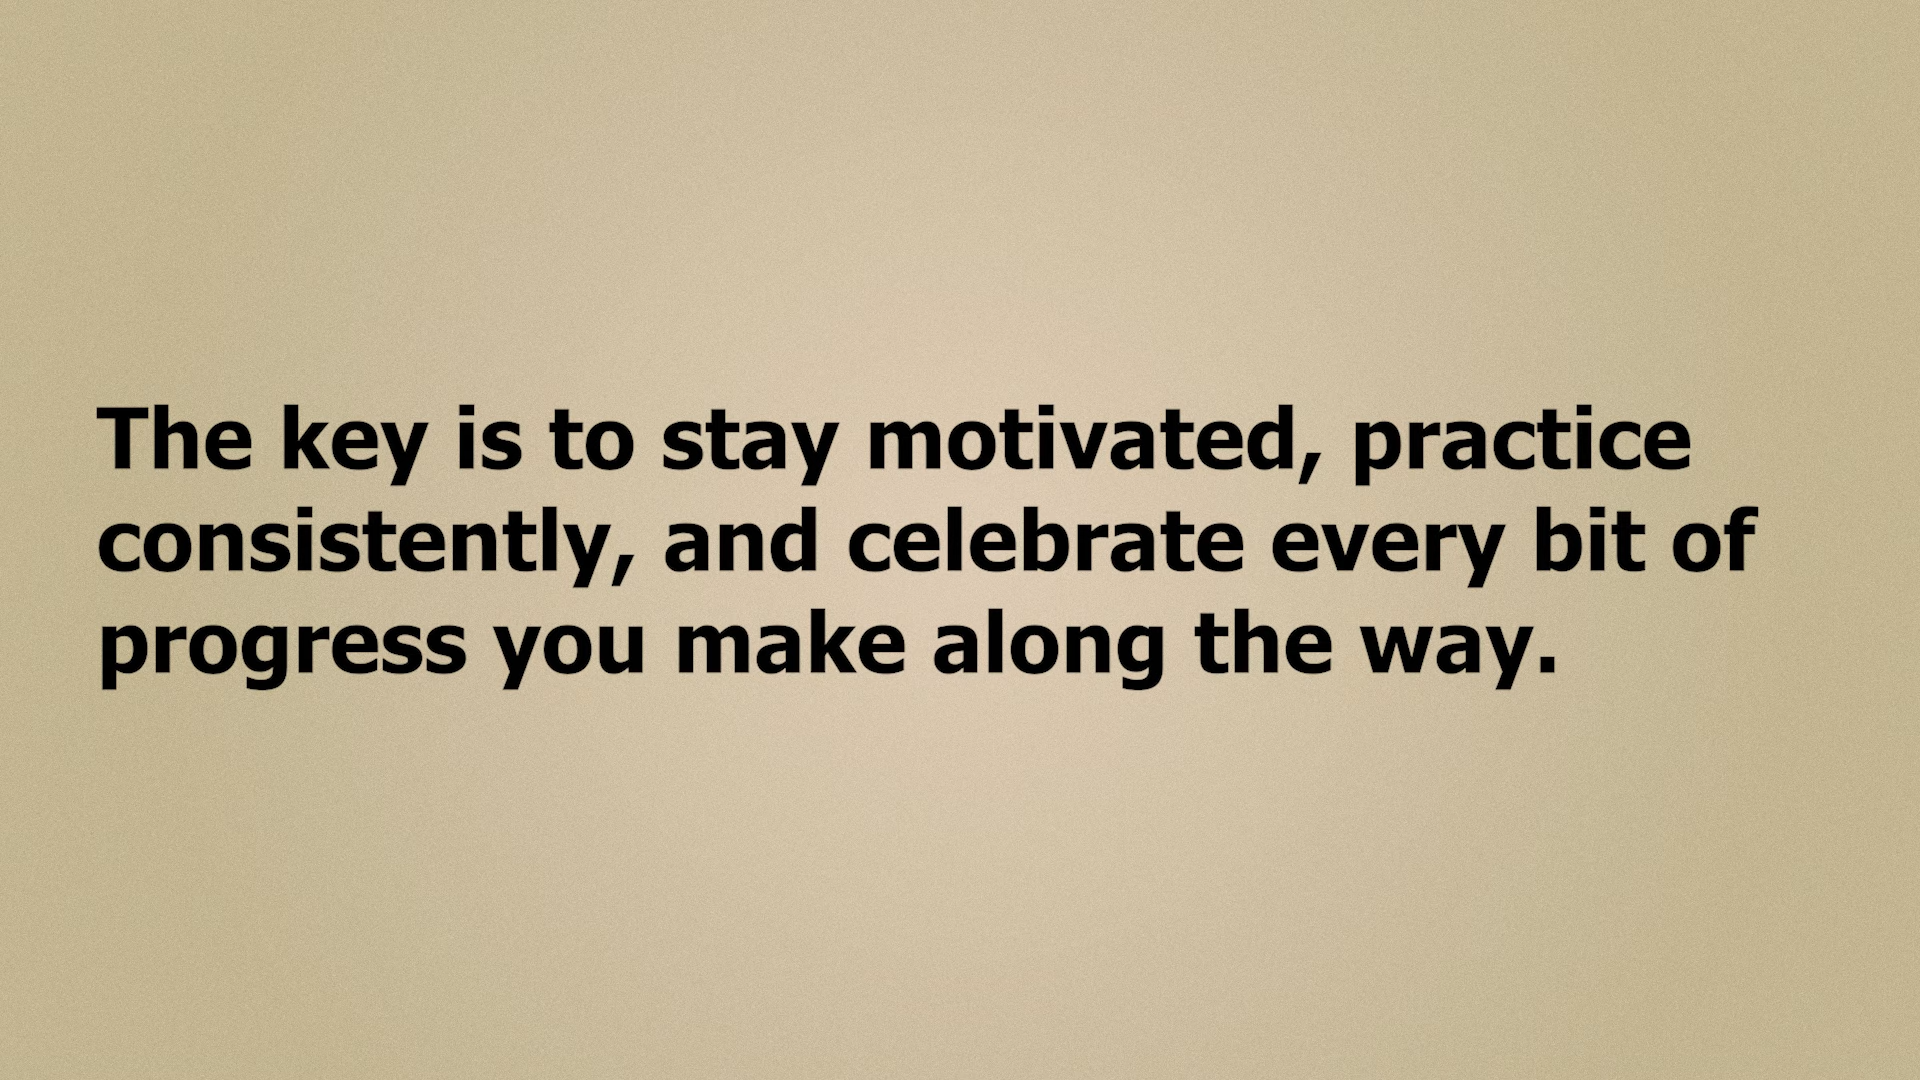 The key is to stay motivated, practice
consistently, and celebrate every bit of
progress you make along the way.